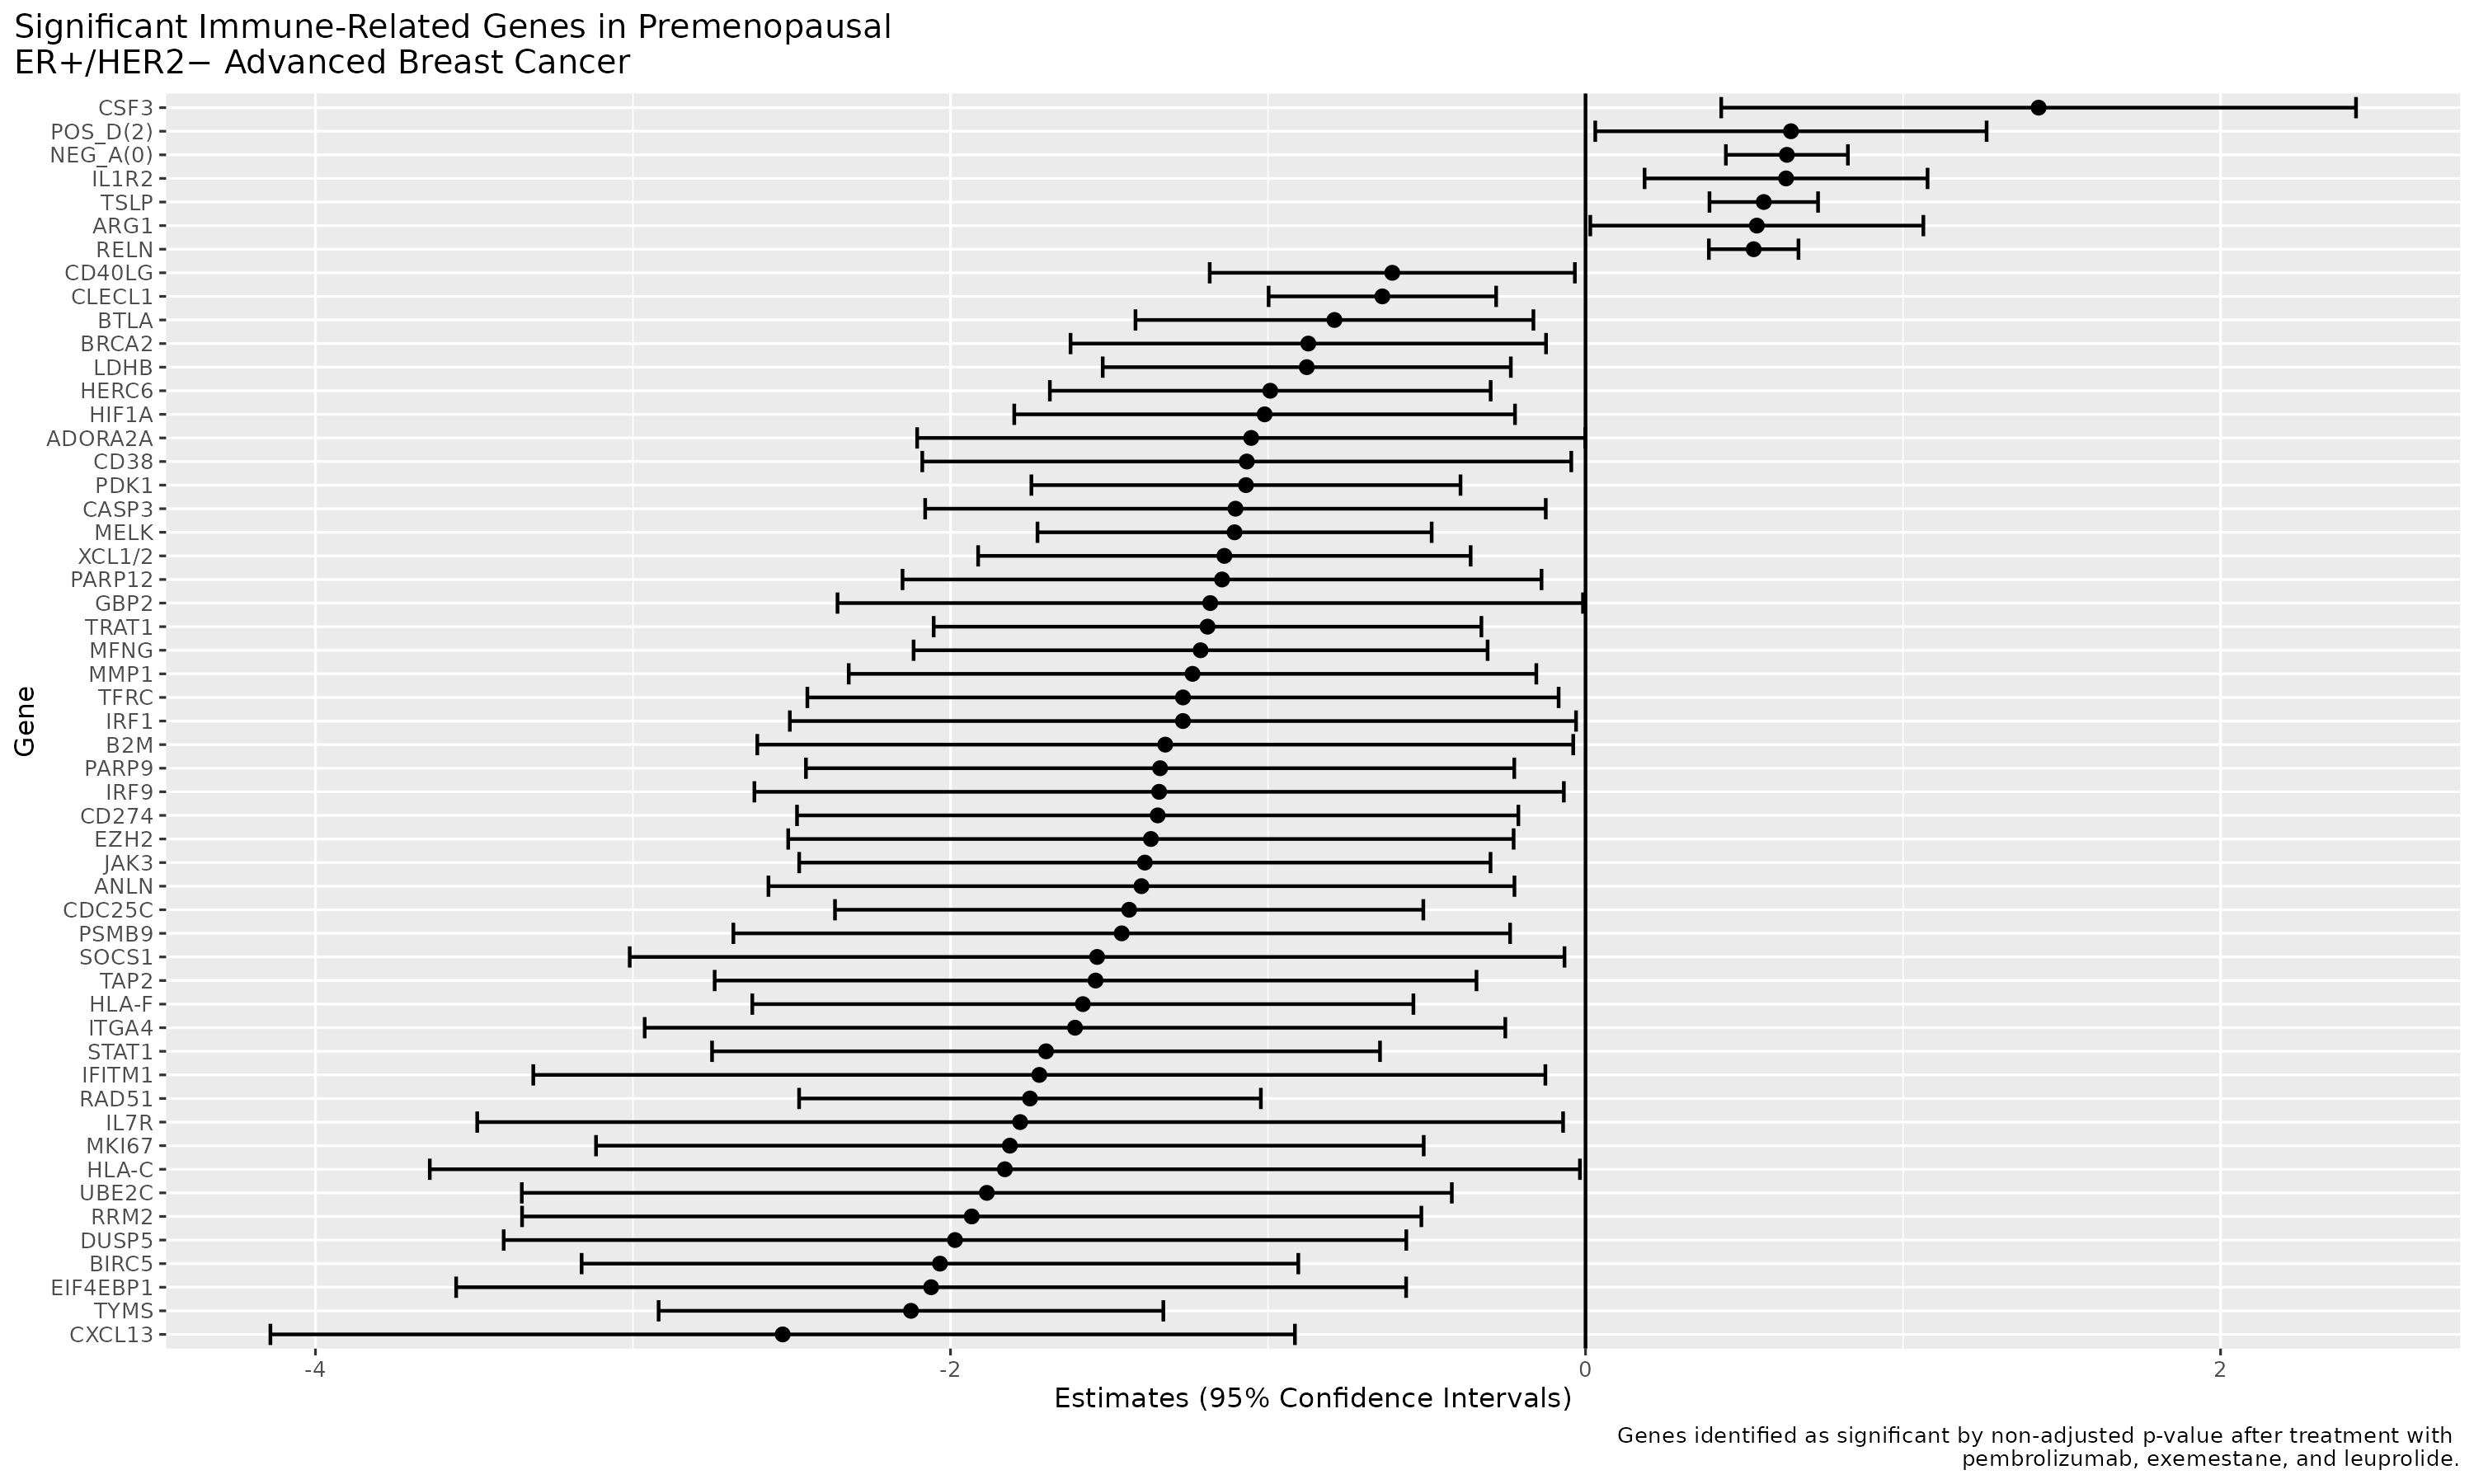 Significant Immune-Related Genes in Premenopausal
ER+/HER2− Advanced Breast Cancer
Gene
CSF3
POS_D(2)
NEG_A(0)
IL1R2
TSLP
ARG1
RELN
CD40LG
CLECL1
BTLA
BRCA2
LDHB
HERC6
HIF1A
ADORA2A
CD38
PDK1
CASP3
MELK
XCL1/2
PARP12
GBP2
TRAT1
MFNG
MMP1
TFRC
IRF1
B2M
PARP9
IRF9
CD274
EZH2
JAK3
ANLN
CDC25C
PSMB9
SOCS1
TAP2
HLA-F
ITGA4
STAT1
IFITM1
RAD51
IL7R
MKI67
HLA-C
UBE2C
RRM2
DUSP5
BIRC5
EIF4EBP1
TYMS
CXCL13
-4 -2 0 2
Estimates (95% Confidence Intervals)
Genes identified as significant by non-adjusted p-value after treatment with
pembrolizumab, exemestane, and leuprolide.